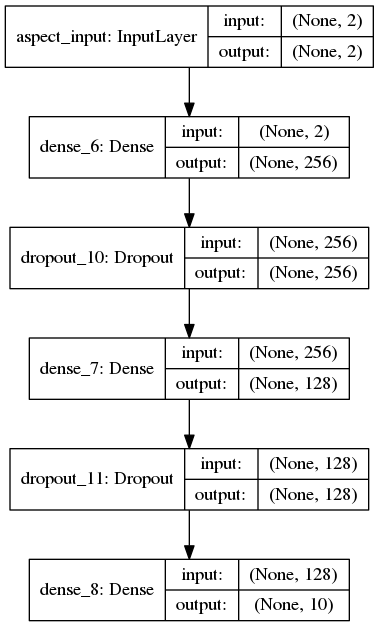 aspect_input: InputLayer
input: (None, 2)
output: (None, 2)
dense_6: Dense
input: (None, 2)
output: (None, 256)
dropout_10: Dropout
input: (None, 256)
output: (None, 256)
dense_7: Dense
input: (None, 256)
output: (None, 128)
dropout_11: Dropout
input: (None, 128)
output: (None, 128)
dense_8: Dense
input: (None, 128)
output: (None, 10)